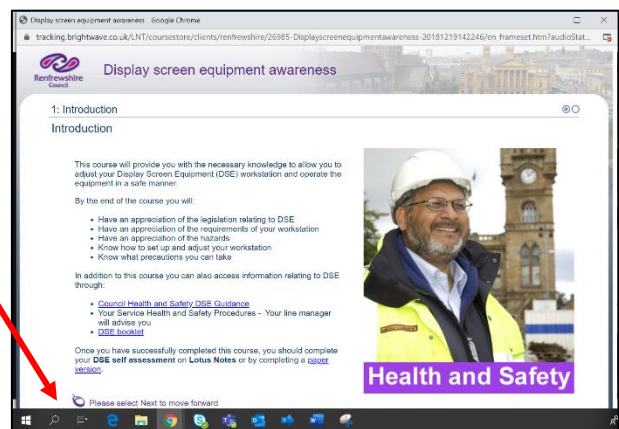 Display screen equipment awareness - Google Chrome
tracking.brightwave.co.uk/LNT/coursestore/clients/renfrewshire/26985-Displayscreenequipmentawareness-20181219142246/en_frameset.htm?audioStat...
Renfrewshire
Council
Display screen equipment awareness
1: Introduction
Introduction
This course will provide you with the necessary knowledge to allow you to
adjust your Display Screen Equipment (DSE) workstation and operate the
equipment in a safe manner.
By the end of the course you will:
• Have an appreciation of the legislation relating to DSE
• Have an appreciation of the requirements of your workstation
• Have an appreciation of the hazards
• Know how to set up and adjust your workstation
• Know what precautions you can take
In addition to this course you can also access information relating to DSE
through:
• Council Health and Safety DSE Guidance
• Your Service Health and Safety Procedures - Your line manager
will advise you
• DSE booklet
Once you have successfully completed this course, you should complete
your DSE self assessment on Lotus Notes or by completing a paper
version.
Health and Safety
Please select Next to move forward